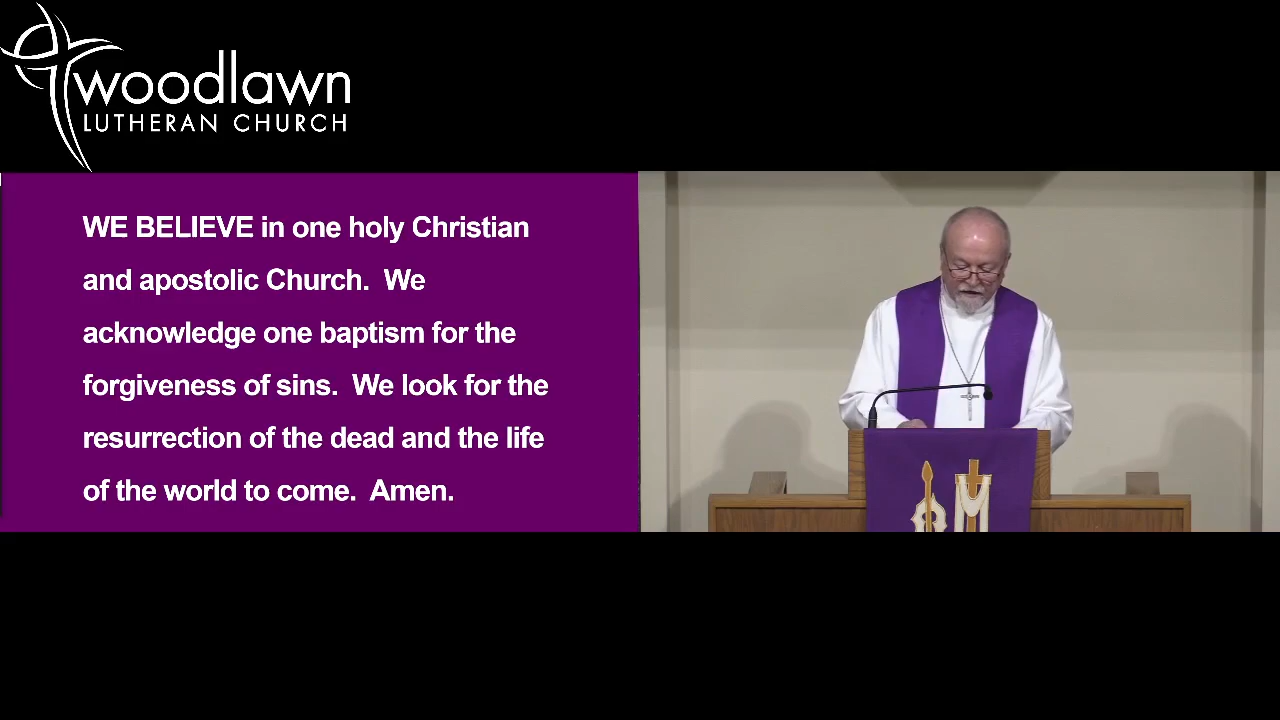 woodlawn
LUTHERAN CHURCH
WE BELIEVE in one holy Christian
and apostolic Church.  We
acknowledge one baptism for the
forgiveness of sins.  We look for the
resurrection of the dead and the life
of the world to come.  Amen.